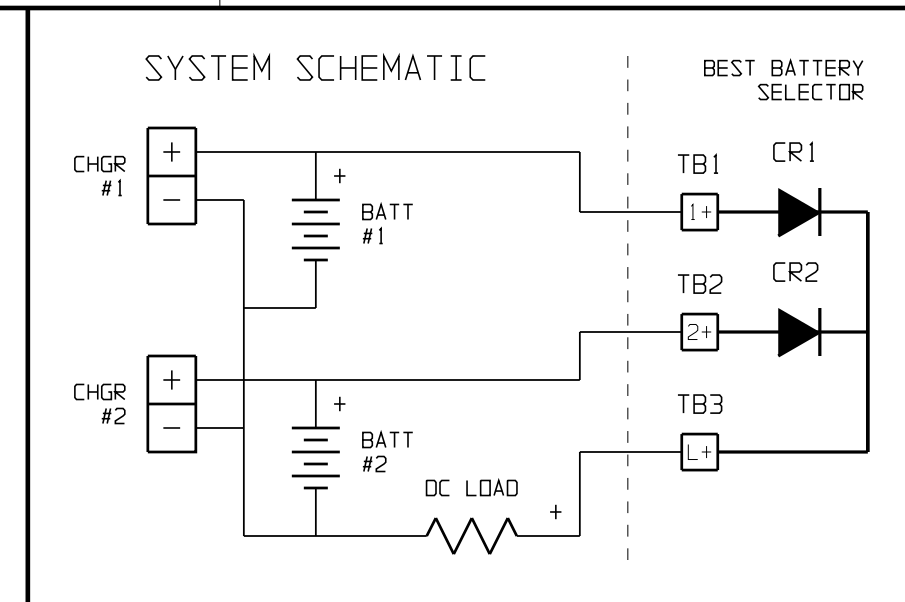 SYSTEM SCHEMATIC
BEST BATTERY
SELECTOR
CHGR
#1
+
−
+
BATT
#1
TB1
1+
CR1
TB2
2+
CR2
CHGR
#2
+
−
+
BATT
#2
TB3
L+
DC LOAD
+